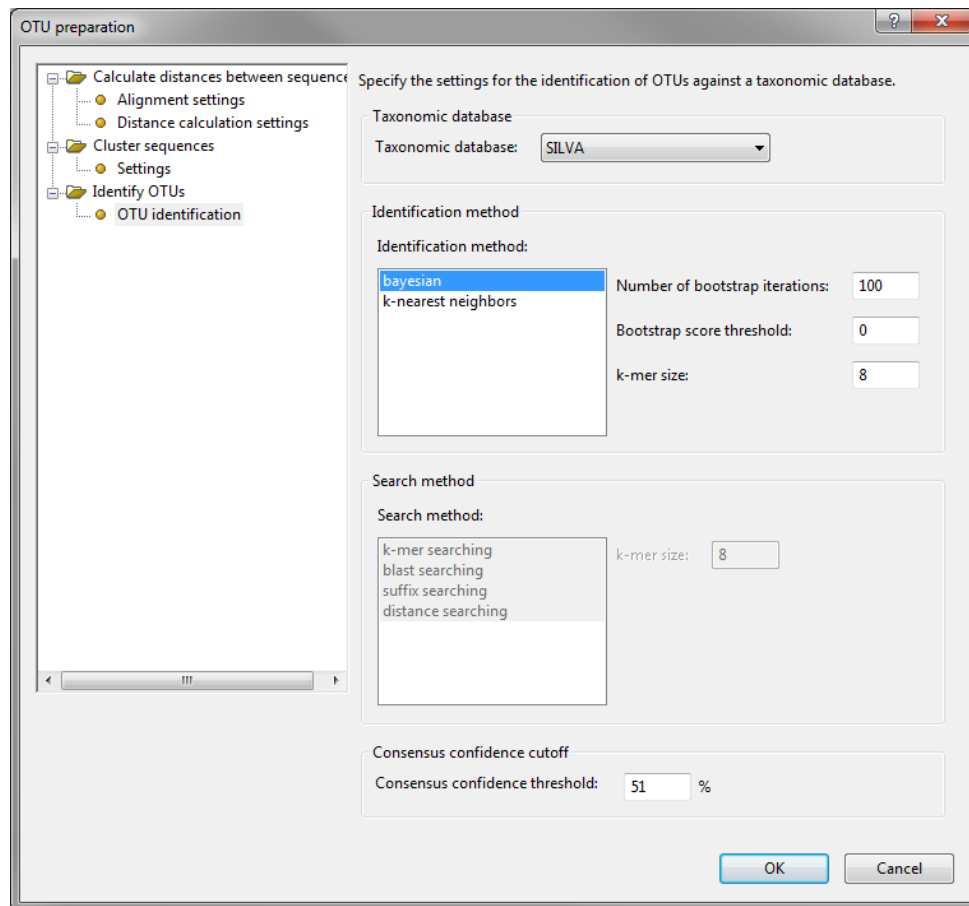 OTU preparation
Calculate distances between sequence
Alignment settings
Distance calculation settings
Cluster sequences
Settings
Identify OTUs
OTU identification
Specify the settings for the identification of OTUs against a taxonomic database.
Taxonomic database
Taxonomic database: SILVA
Identification method
Identification method:
bayesian
k-nearest neighbors
Number of bootstrap iterations: 100
Bootstrap score threshold: 0
k-mer size: 8
Search method
Search method:
k-mer searching
blast searching
suffix searching
distance searching
k-mer size: 8
Consensus confidence cutoff
Consensus confidence threshold: 51 %
OK Cancel